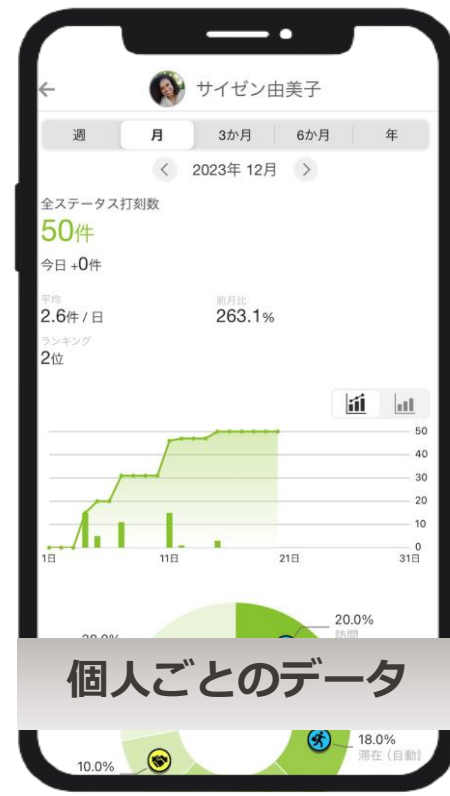 サイゼン由美子
週 月 3か月 6か月 年
2023年 12月
全ステータス打刻数
50件
今日 +0件
平均 前月比
2.6件 / 日 263.1%
ランキング
2位
50
40
30
20
10
0
1日 11日 21日 31日
20.0%
訪問
個人ごとのデータ
18.0%
滞在 (自動)
10.0%